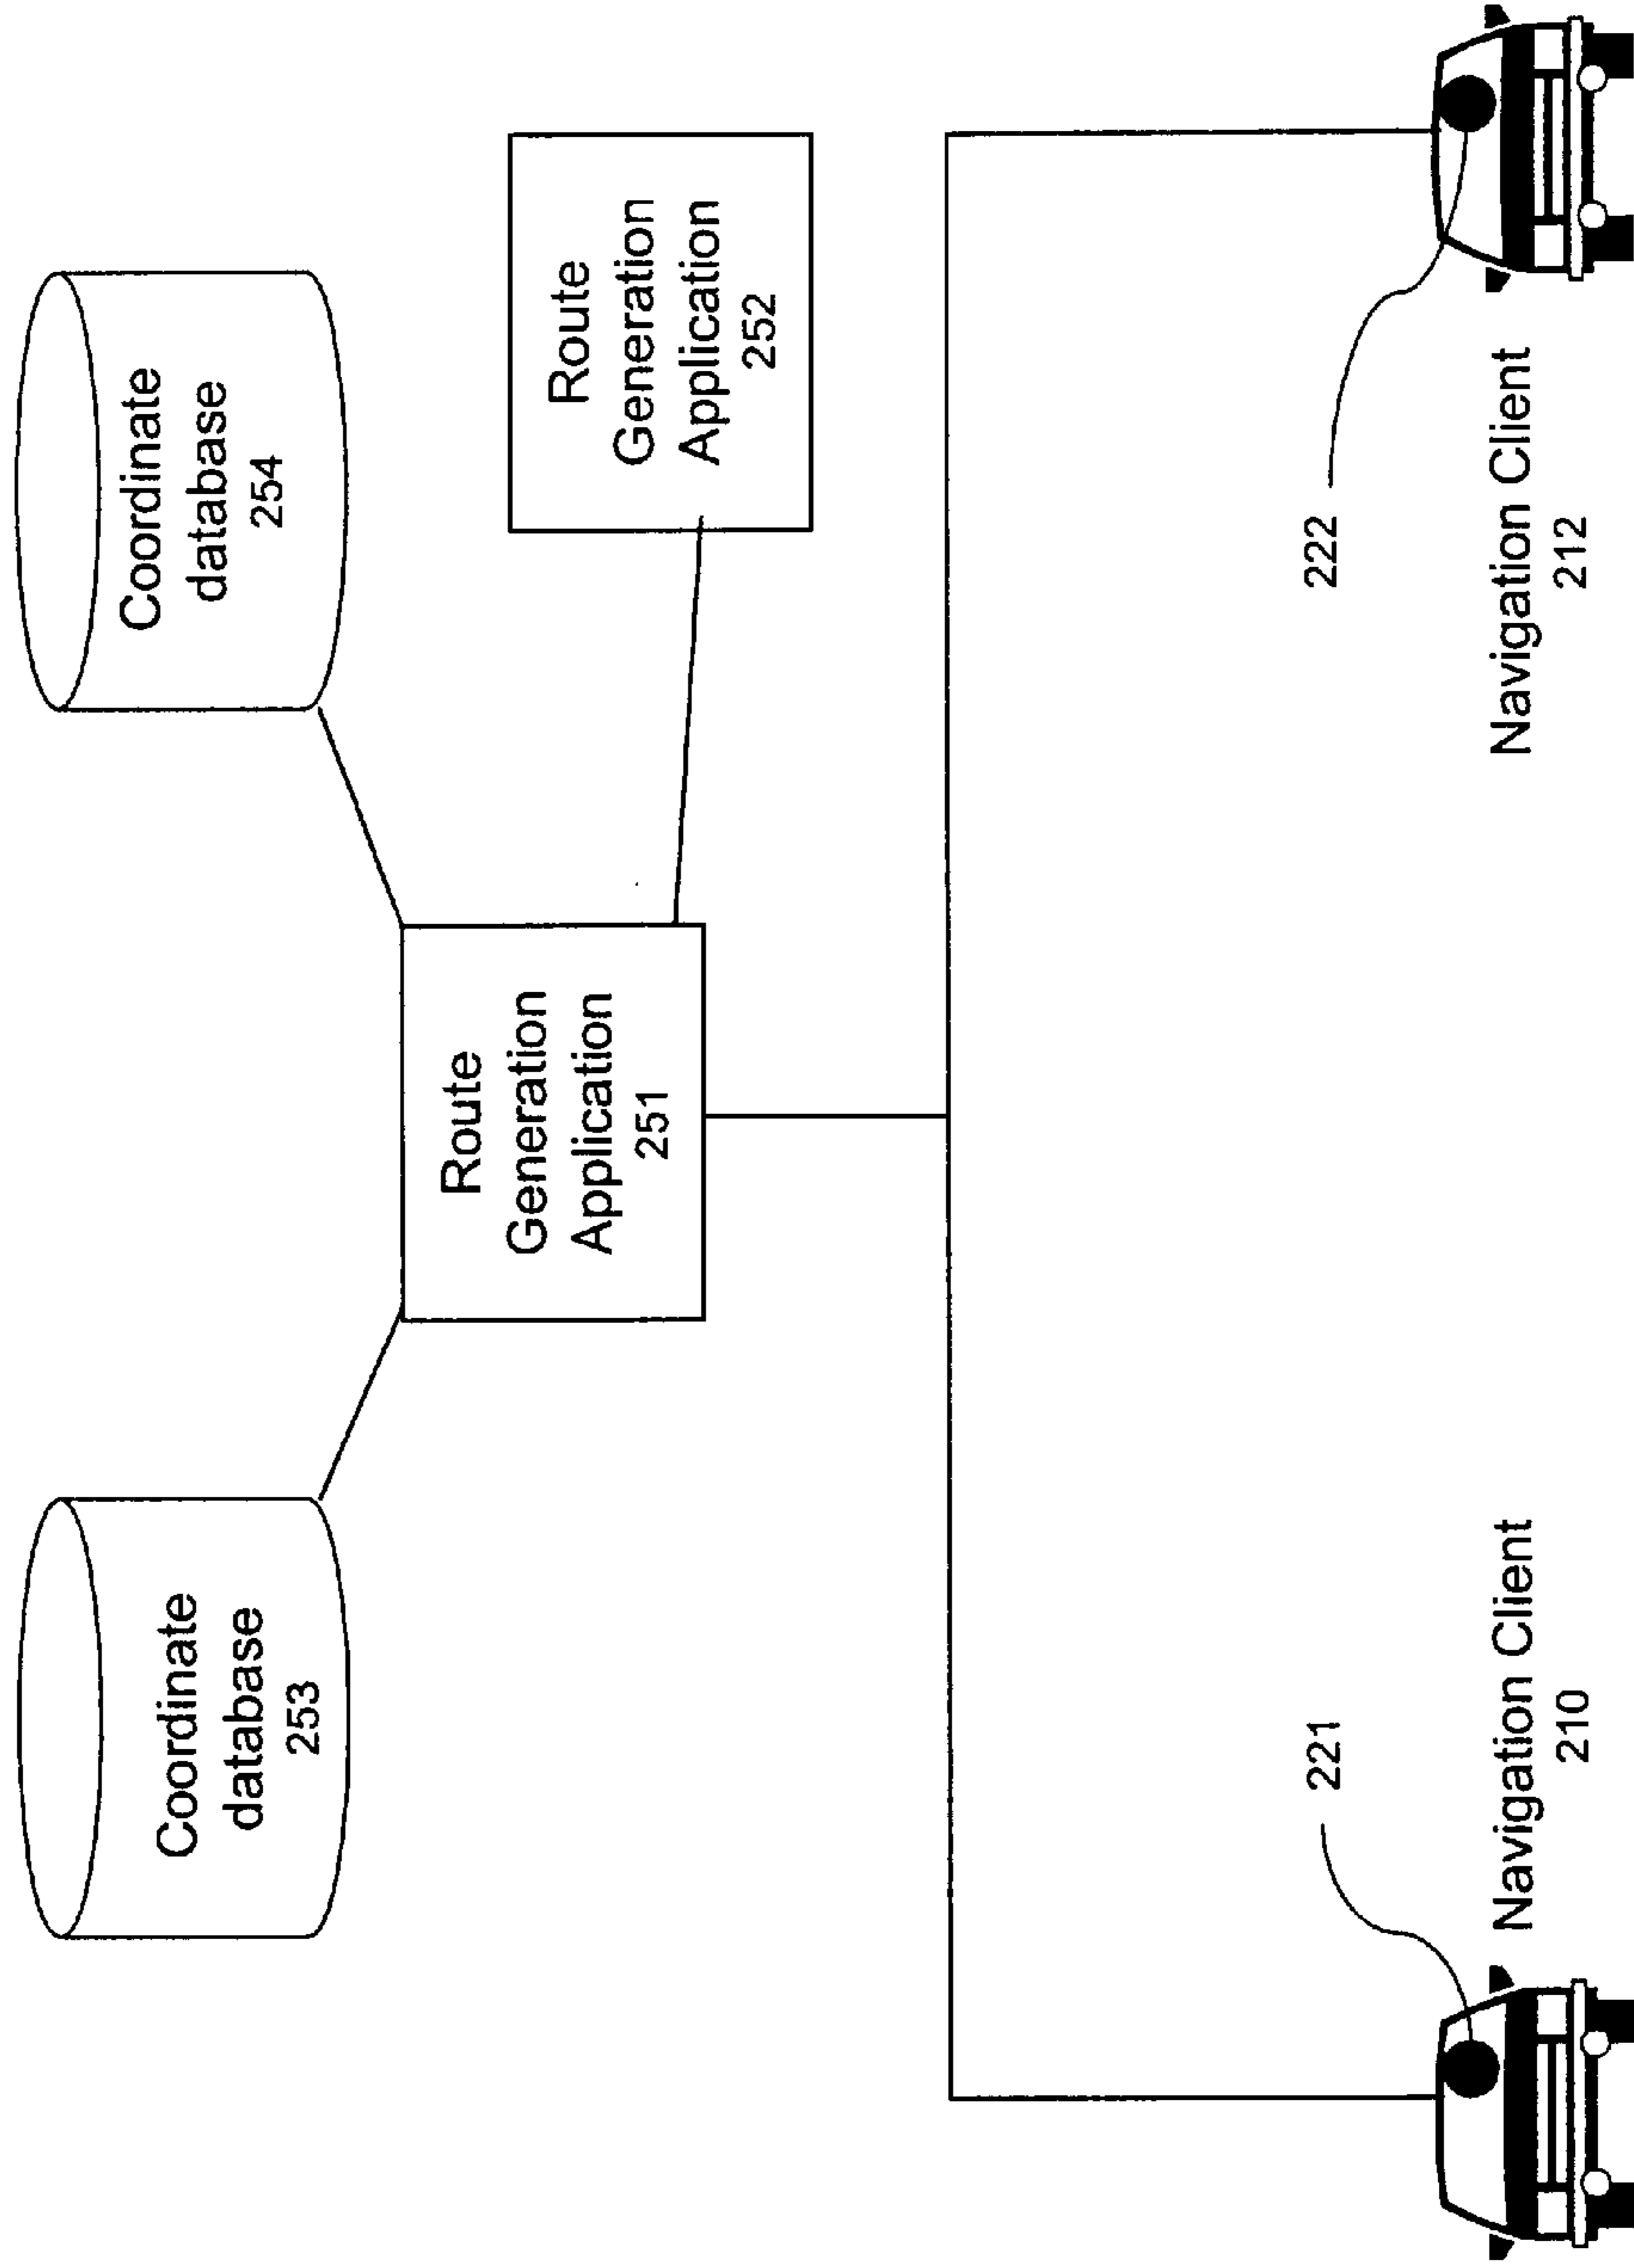 Coordinate
database
253
Coordinate
database
254
Route
Generation
Application
251
Route
Generation
Application
252
221
222
Navigation Client
210
Navigation Client
212